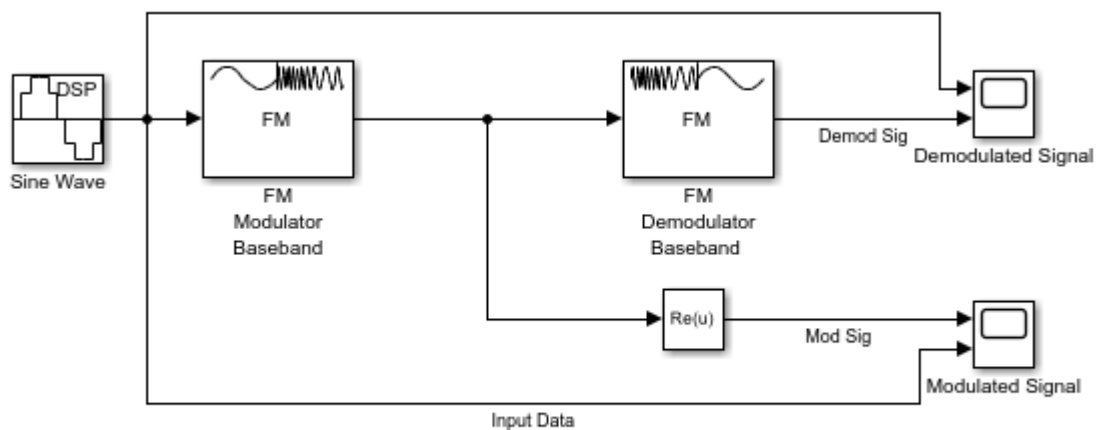 DSP
Sine Wave
FM
FM
Modulator
Baseband
FM
FM
Demodulator
Baseband
Demod Sig
Demodulated Signal
Re(u)
Mod Sig
Modulated Signal
Input Data